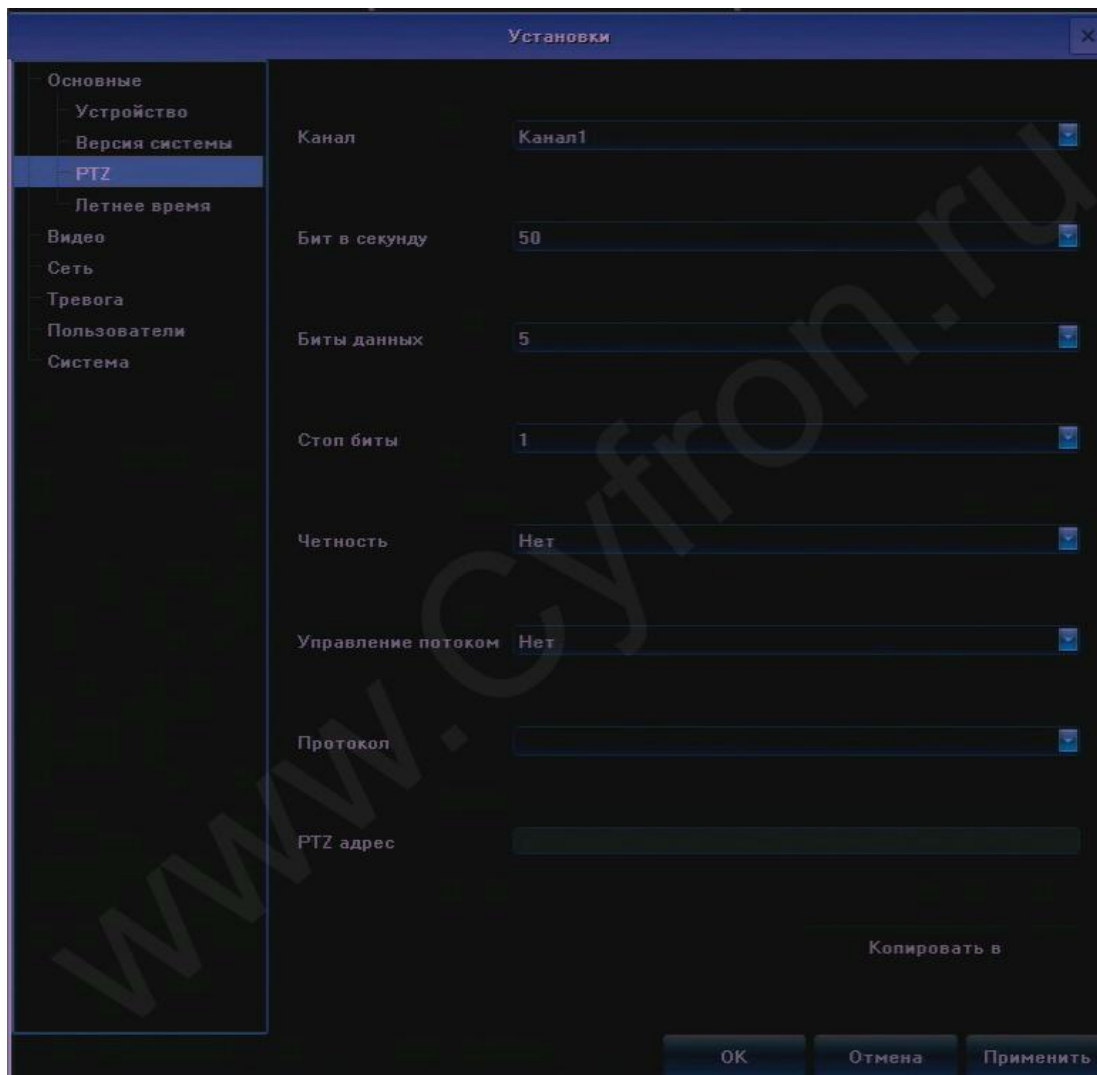 Установки
Основные
Устройство
Версия системы
PTZ
Летнее время
Видео
Сеть
Тревога
Пользователи
Система
Канал Канал1
Бит в секунду 50
Биты данных 5
Стоп биты 1
Четность Нет
Управление потоком Нет
Протокол
PTZ адрес
Копировать в
OK Отмена Применить
www.Cyfron.ru